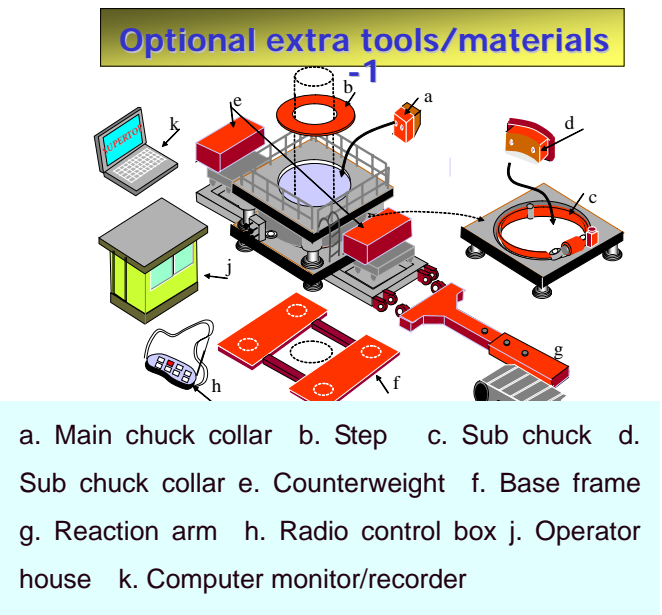 Optional extra tools/materials
-1
b
a
e
k
d
SUPERTOP
c
j
g
f
h
a. Main chuck collar b. Step c. Sub chuck d.
Sub chuck collar e. Counterweight f. Base frame
g. Reaction arm h. Radio control box j. Operator
house k. Computer monitor/recorder